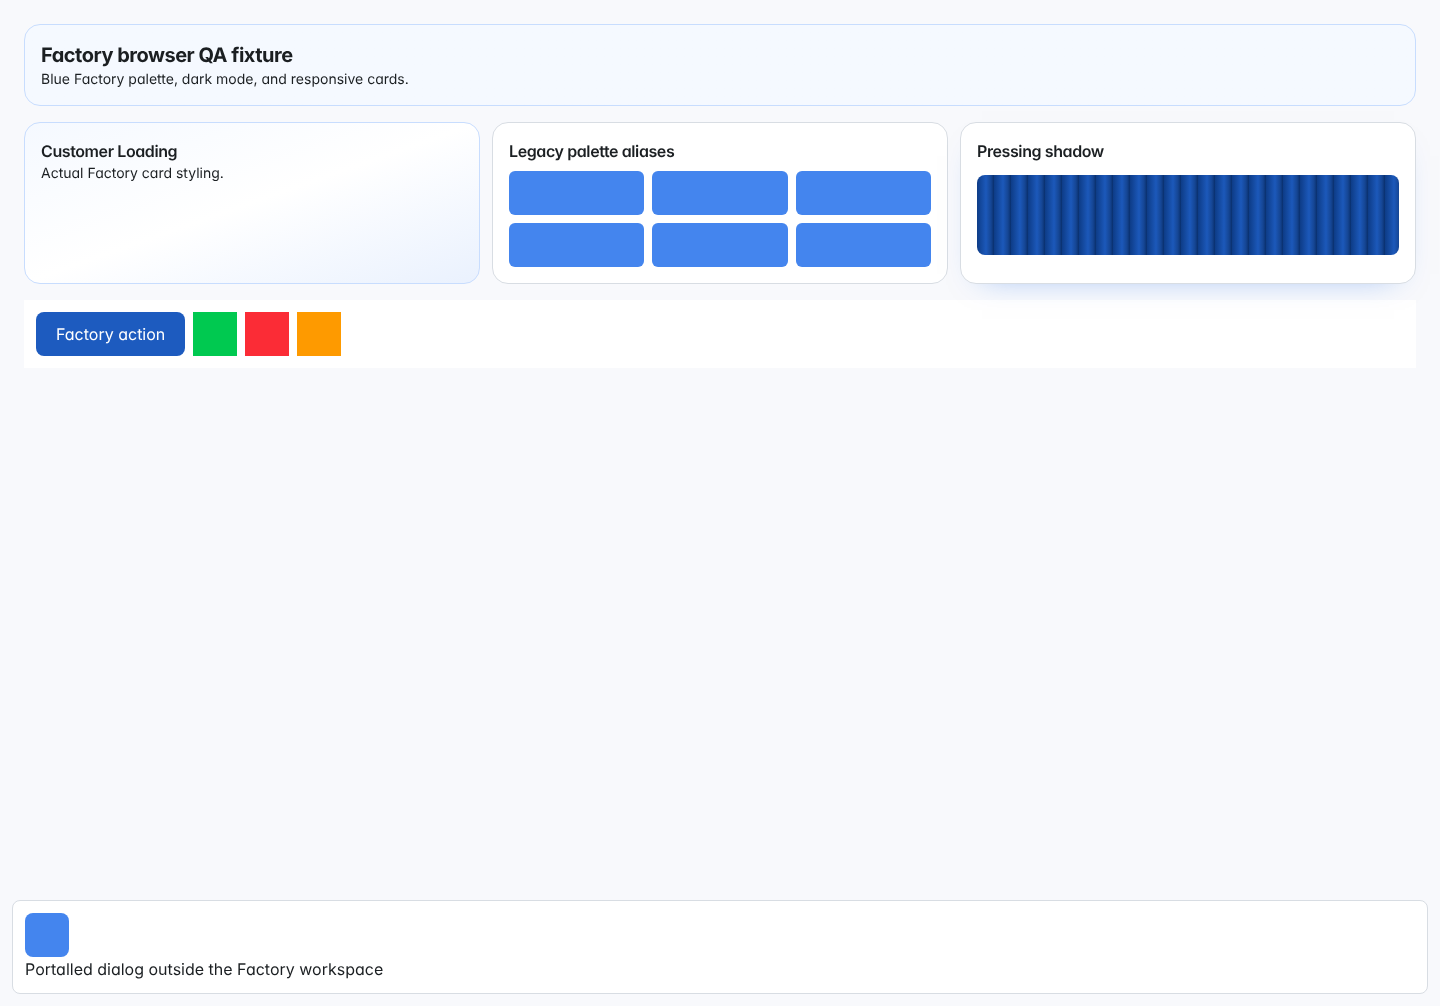 Factory browser QA fixture
Blue Factory palette, dark mode, and responsive cards.
Customer Loading
Actual Factory card styling.
Legacy palette aliases
Pressing shadow
Factory action
Portalled dialog outside the Factory workspace